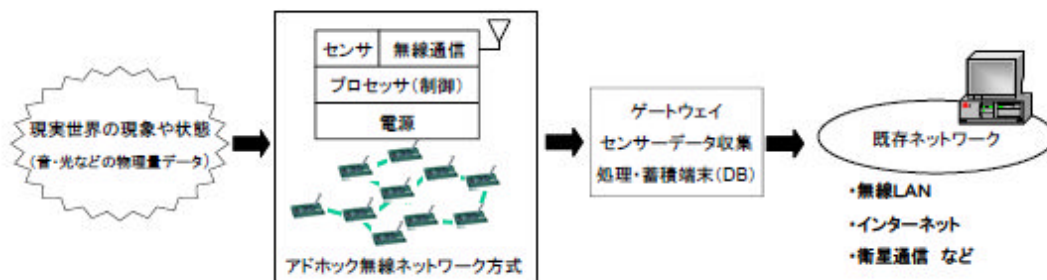 現実世界の現象や状態
(音・光などの物理量データ)
センサ 無線通信
プロセッサ(制御)
電源
アドホック無線ネットワーク方式
ゲートウェイ
センサーデータ収集
処理・蓄積端末(DB)
既存ネットワーク
・無線LAN
・インターネット
・衛星通信 など